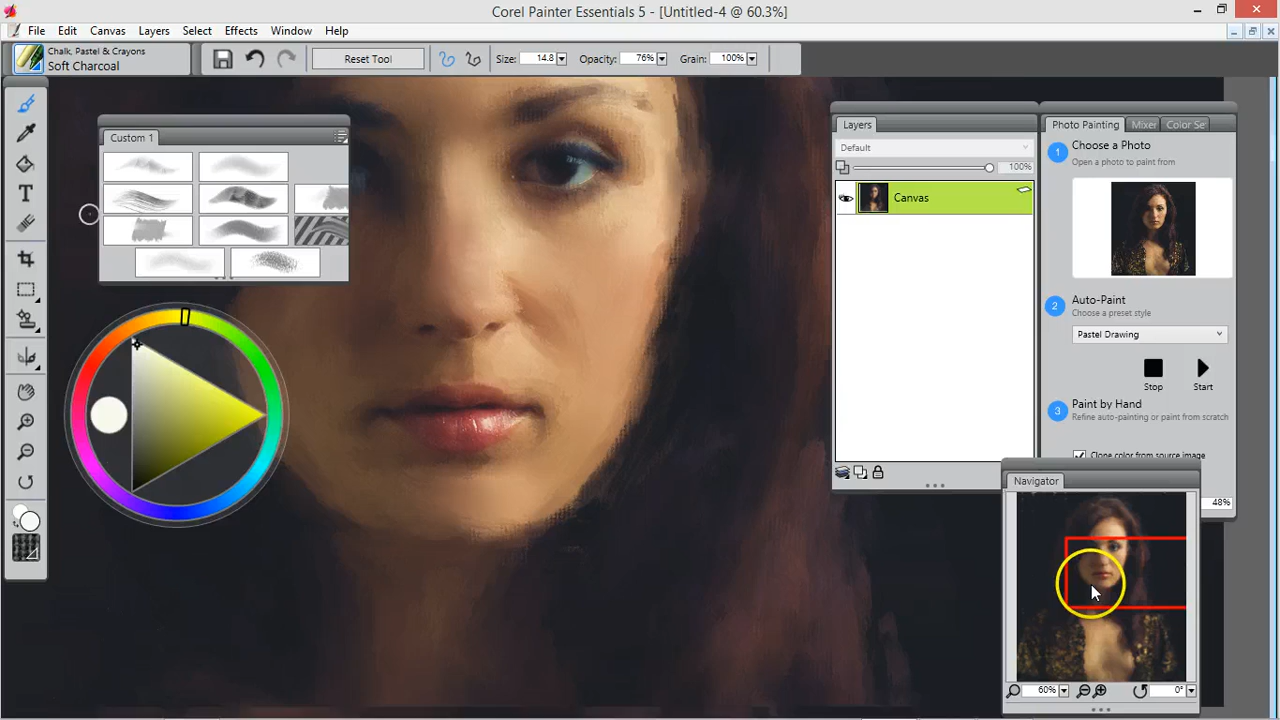 Corel Painter Essentials 5 - [Untitled-4 @ 60.3%]
File Edit Canvas Layers Select Effects Window Help
Chalk, Pastel & Crayons
Soft Charcoal
Reset Tool
Size: 14.8
Opacity: 76%
Grain: 100%
Custom 1
Layers
Default
100%
Canvas
Photo Painting
Mixer
Color Se
1
Choose a Photo
Open a photo to paint from
2
Auto-Paint
Choose a preset style
Pastel Drawing
Stop
Start
3
Paint by Hand
Refine auto-painting or paint from scratch
Clone color from source image
48%
Navigator
60%
0°